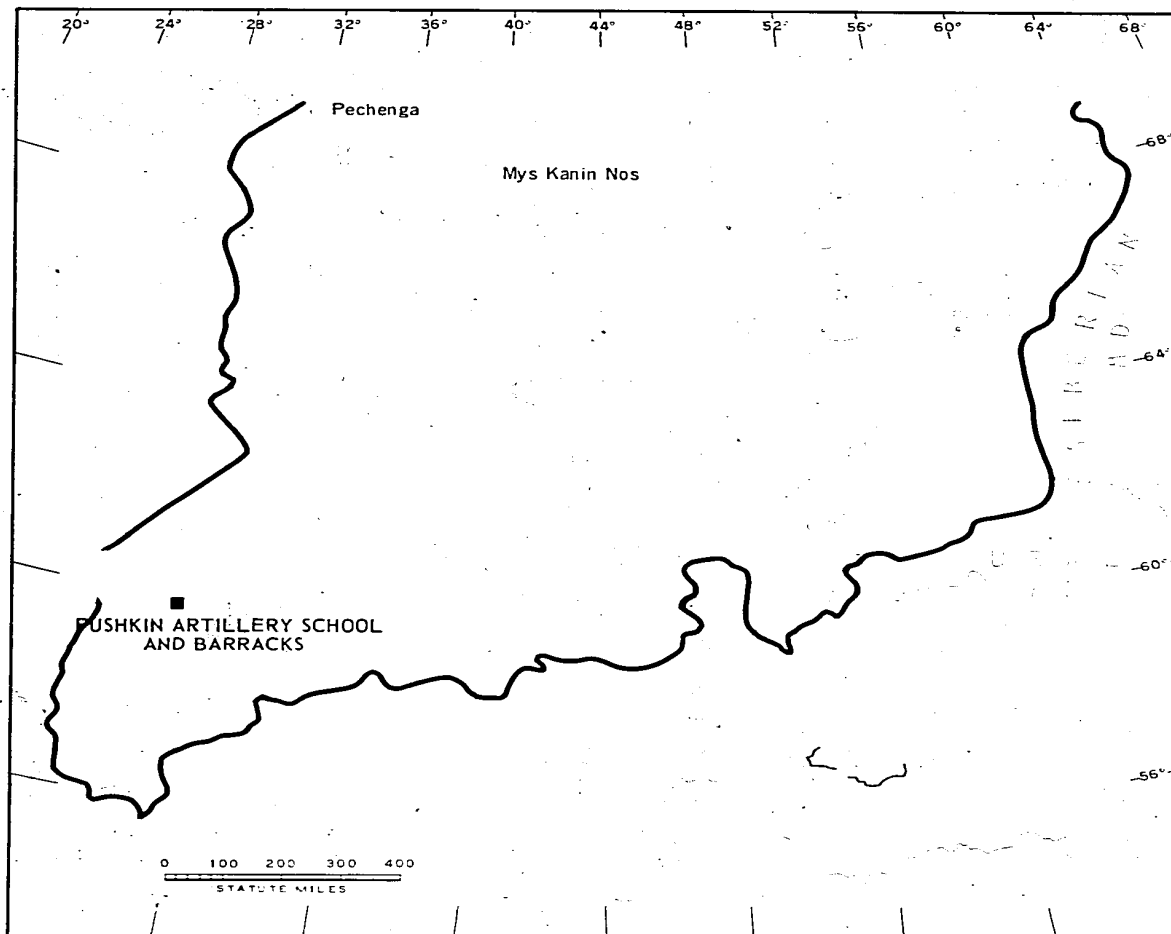 20° 24° 28° 32° 36° 40° 44° 48° 52° 56° 60° 64° 68°
Pechenga
68°
Mys Kanin Nos
SIBERIAN
64°
60°
PUSHKIN ARTILLERY SCHOOL
AND BARRACKS
56°
0 100 200 300 400
STATUTE MILES